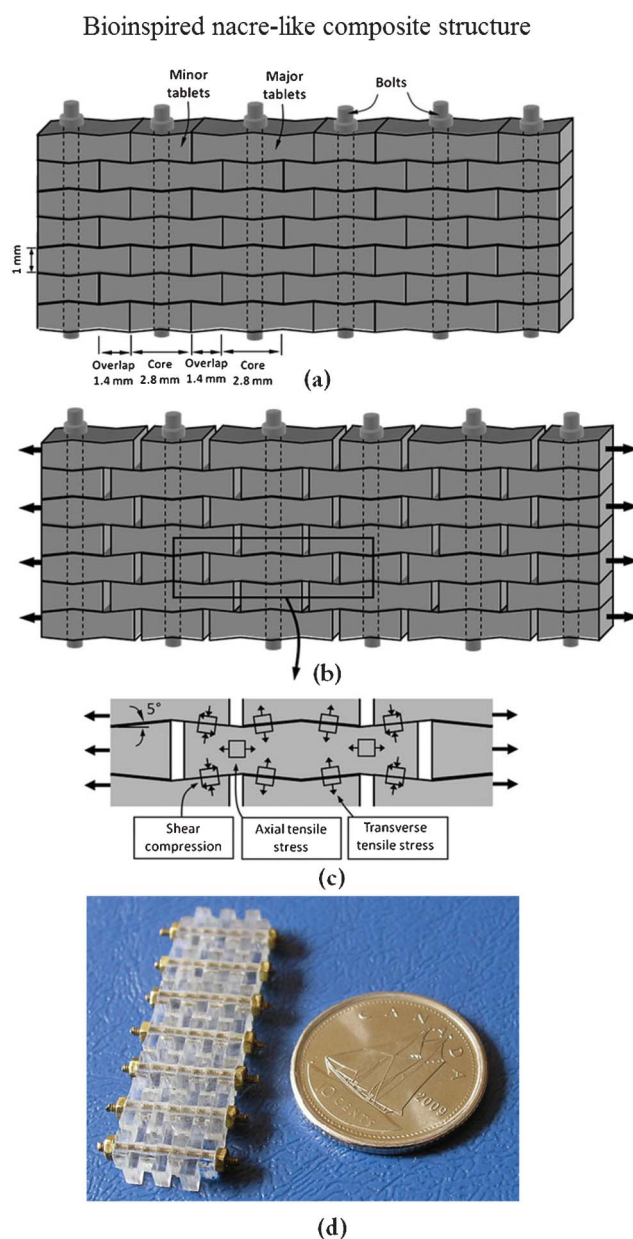 Bioinspired nacre-like composite structure
Minor
tablets
Major
tablets
Bolts
1 mm
Overlap
1.4 mm
Core
2.8 mm
Overlap
1.4 mm
Core
2.8 mm
(a)
(b)
5°
Shear
compression
Axial tensile
stress
Transverse
tensile stress
(c)
CANADA
2009
10 CENTS
(d)